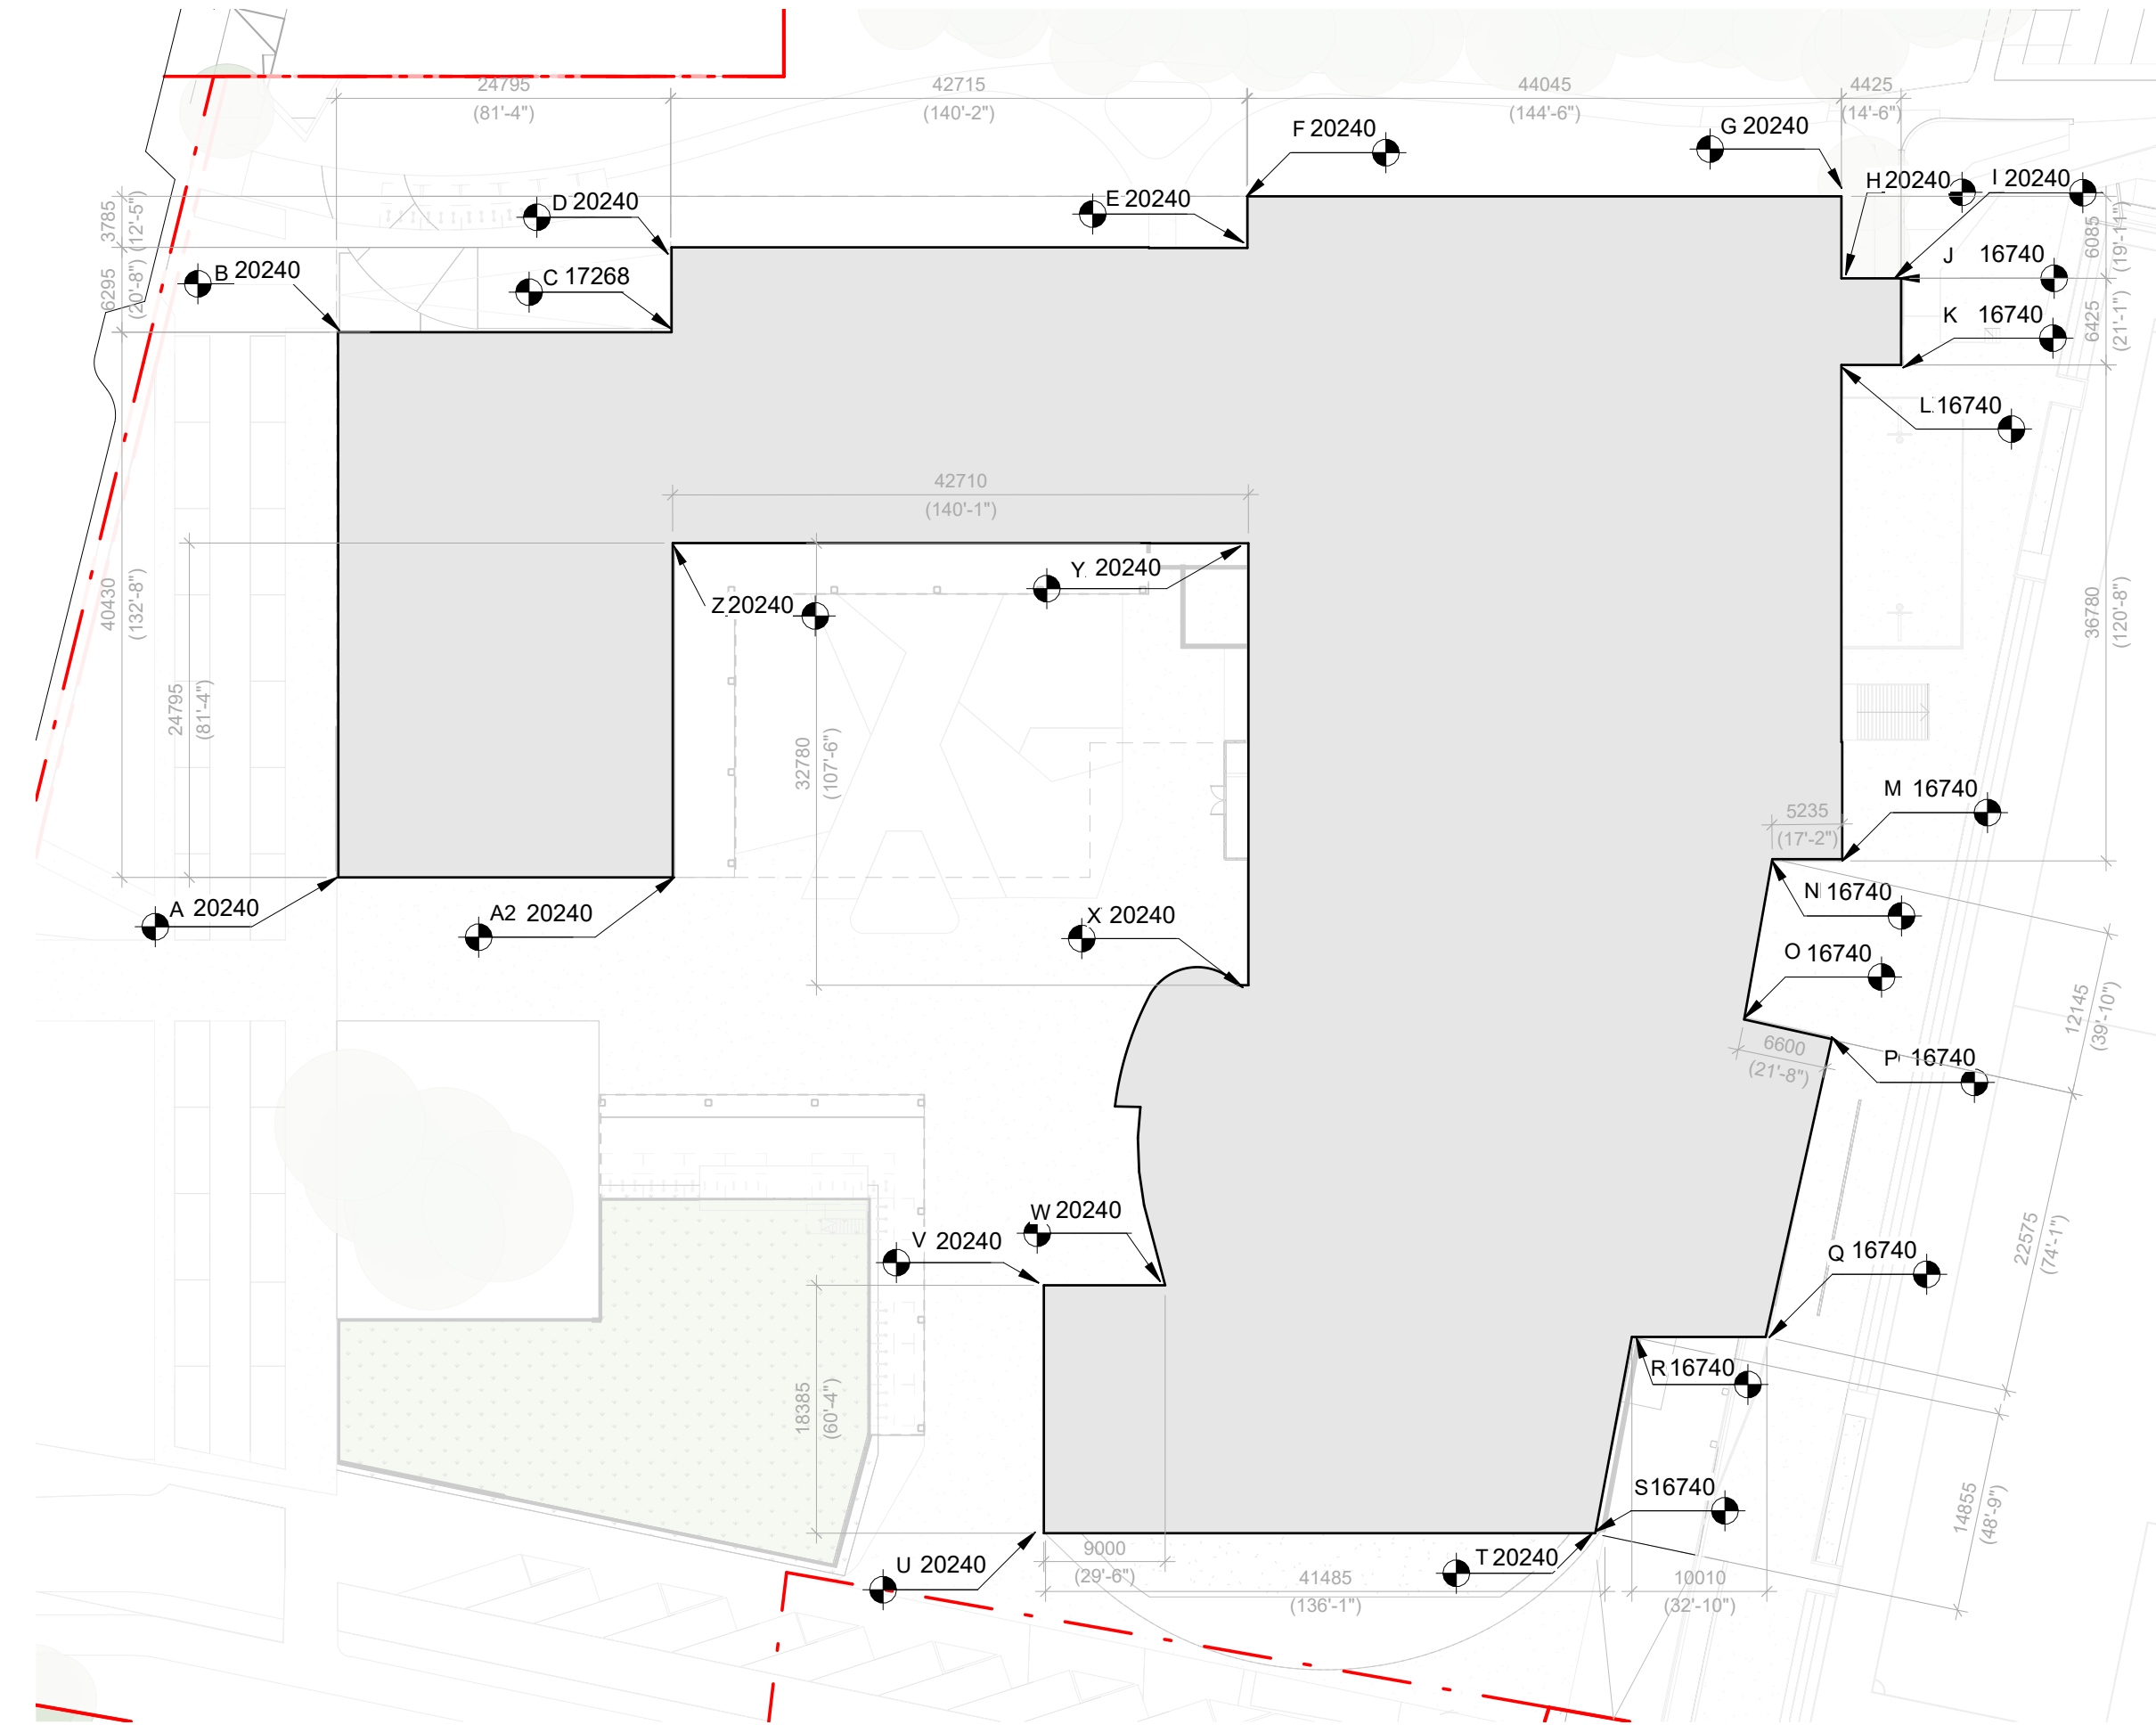 24795
(81'-4")
42715
(140'-2")
44045
(144'-6")
4425
(14'-6")
F 20240
G 20240
H 20240
I 20240
D 20240
E 20240
3785
(12'-5")
6085
(19'-11")
B 20240
C 17268
J 16740
6295
(20'-8")
K 16740
6425
(21'-1")
L 16740
42710
(140'-1")
Y 20240
Z 20240
40430
(132'-8")
36780
(120'-8")
24795
(81'-4")
32780
(107'-6")
M 16740
5235
(17'-2")
N 16740
A 20240
A2 20240
X 20240
O 16740
12145
(39'-10")
6600
(21'-8")
P 16740
W 20240
V 20240
Q 16740
22575
(74'-1")
R 16740
18385
(60'-4")
S 16740
14855
(48'-9")
U 20240
9000
(29'-6")
T 20240
41485
(136'-1")
10010
(32'-10")